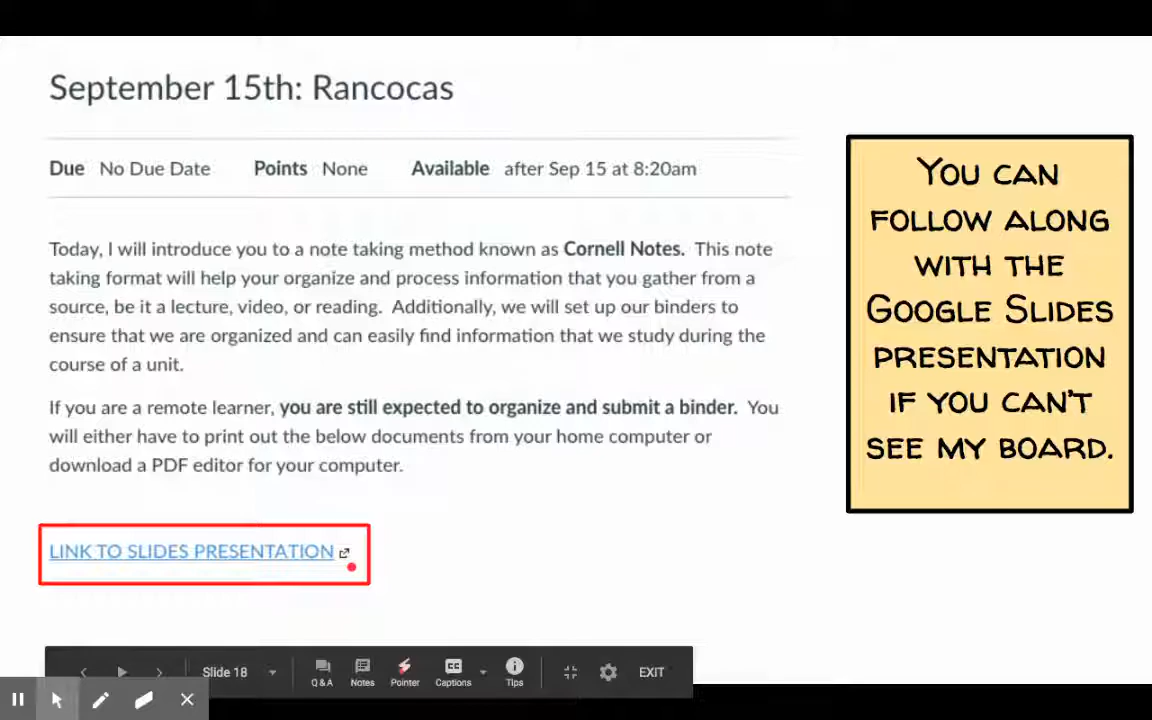 September 15th: Rancocas
Due No Due Date Points None Available after Sep 15 at 8:20am
Today, I will introduce you to a note taking method known as Cornell Notes. This note
taking format will help your organize and process information that you gather from a
source, be it a lecture, video, or reading. Additionally, we will set up our binders to
ensure that we are organized and can easily find information that we study during the
course of a unit.
If you are a remote learner, you are still expected to organize and submit a binder. You
will either have to print out the below documents from your home computer or
download a PDF editor for your computer.
LINK TO SLIDES PRESENTATION
You can
follow along
with the
Google Slides
presentation
if you can't
see my board.
Slide 18
Q&A
Notes
Pointer
CC
Captions
Tips
EXIT